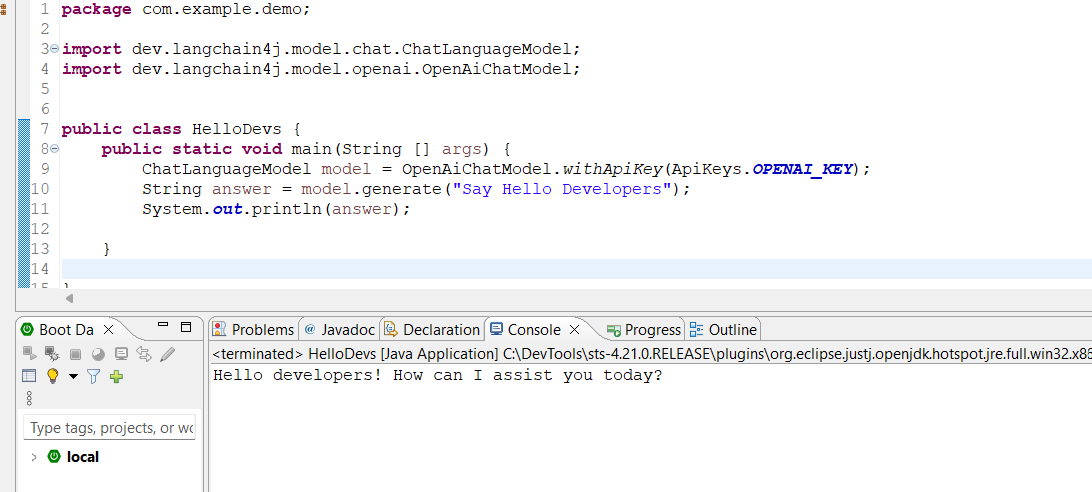 1 package com.example.demo;
2
3 import dev.langchain4j.model.chat.ChatLanguageModel;
4 import dev.langchain4j.model.openai.OpenAiChatModel;
5
6
7 public class HelloDevs {
8 public static void main(String [] args) {
9 ChatLanguageModel model = OpenAiChatModel.withApiKey(ApiKeys.OPENAI_KEY);
10 String answer = model.generate("Say Hello Developers");
11 System.out.println(answer);
12
13 }
14
15 }
Boot Da
Problems @ Javadoc Declaration Console Progress Outline
<terminated> HelloDevs [Java Application] C:\DevTools\sts-4.21.0.RELEASE\plugins\org.eclipse.justj.openjdk.hotspot.jre.full.win32.x86
Hello developers! How can I assist you today?
Type tags, projects, or wo
local